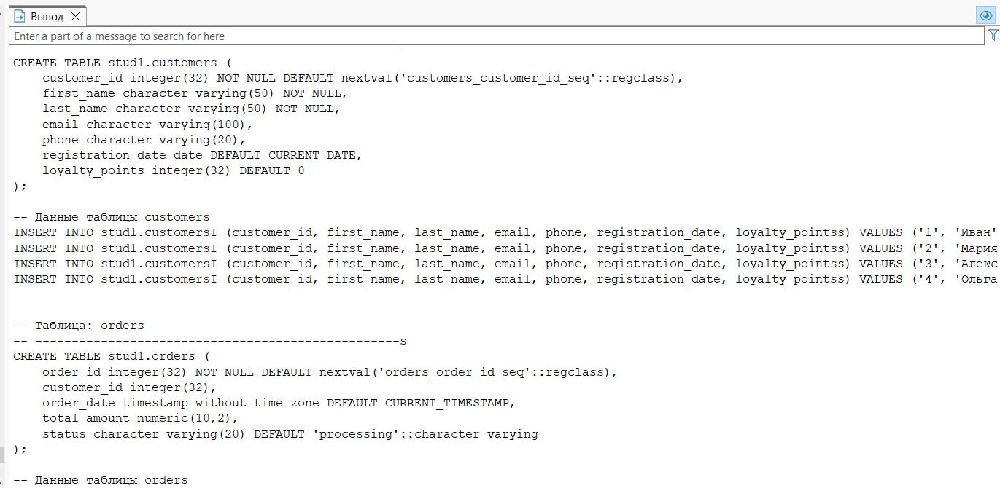 Вывод
Enter a part of a message to search for here
CREATE TABLE stud1.customers (
    customer_id integer(32) NOT NULL DEFAULT nextval('customers_customer_id_seq'::regclass),
    first_name character varying(50) NOT NULL,
    last_name character varying(50) NOT NULL,
    email character varying(100),
    phone character varying(20),
    registration_date date DEFAULT CURRENT_DATE,
    loyalty_points integer(32) DEFAULT 0
);
-- Данные таблицы customers
INSERT INTO stud1.customersI (customer_id, first_name, last_name, email, phone, registration_date, loyalty_pointss) VALUES ('1', 'Иван'
INSERT INTO stud1.customersI (customer_id, first_name, last_name, email, phone, registration_date, loyalty_pointss) VALUES ('2', 'Мария
INSERT INTO stud1.customersI (customer_id, first_name, last_name, email, phone, registration_date, loyalty_pointss) VALUES ('3', 'Алекс
INSERT INTO stud1.customersI (customer_id, first_name, last_name, email, phone, registration_date, loyalty_pointss) VALUES ('4', 'Ольга
-- Таблица: orders
-- --------------------------------------------------s
CREATE TABLE stud1.orders (
    order_id integer(32) NOT NULL DEFAULT nextval('orders_order_id_seq'::regclass),
    customer_id integer(32),
    order_date timestamp without time zone DEFAULT CURRENT_TIMESTAMP,
    total_amount numeric(10,2),
    status character varying(20) DEFAULT 'processing'::character varying
);
-- Данные таблицы orders